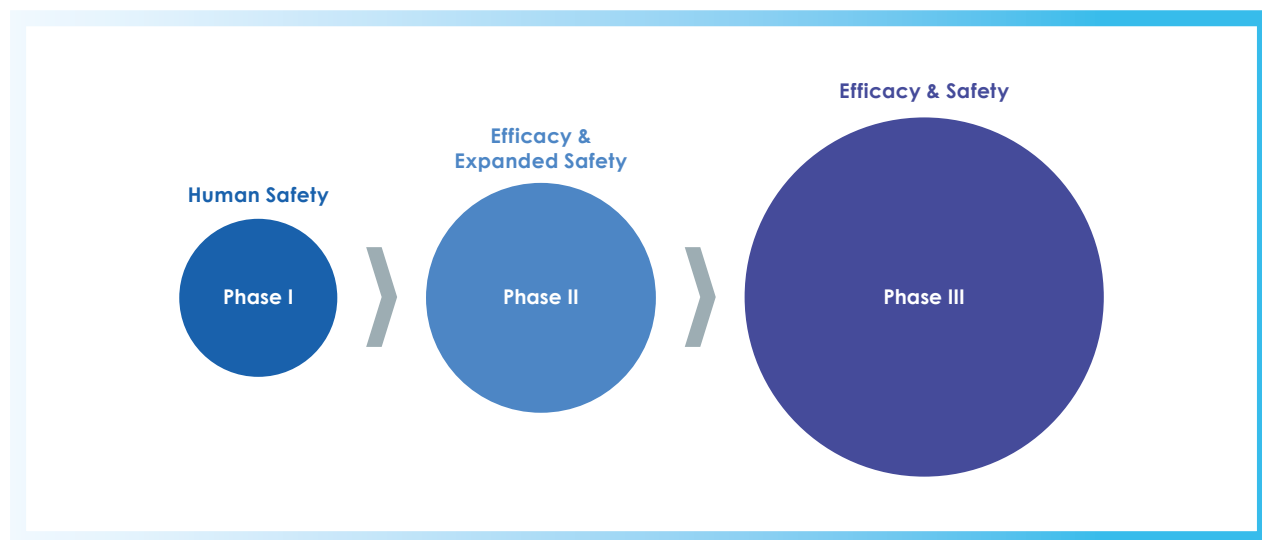 Human Safety
Phase I
Efficacy &
Expanded Safety
Phase II
Efficacy & Safety
Phase III